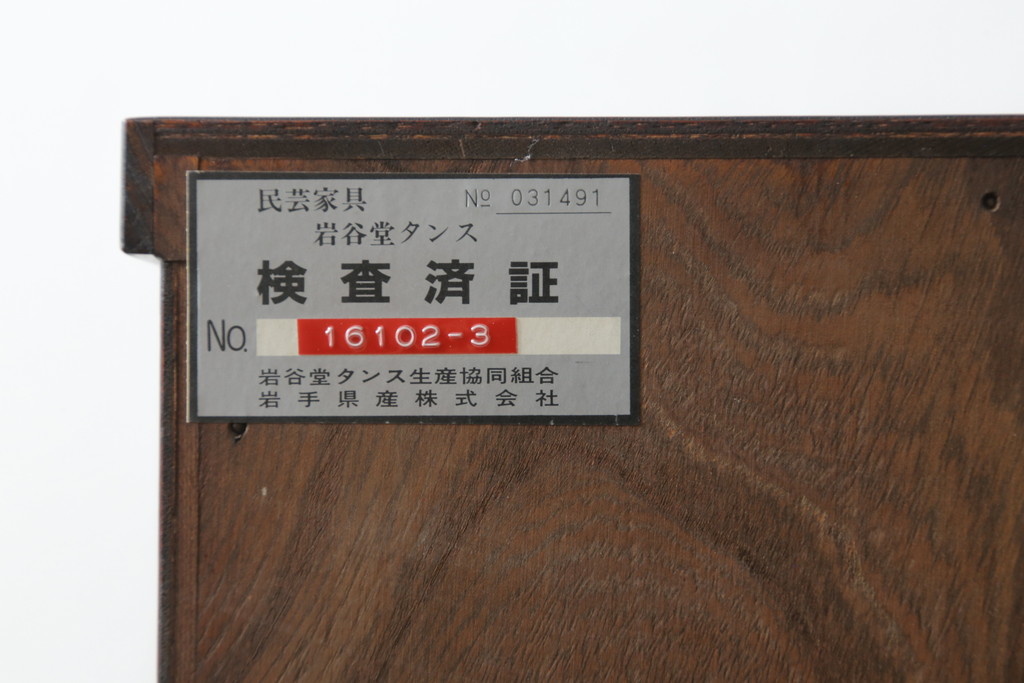 民芸家具 No 031491
岩谷堂タンス
検査済証
No. 16102-3
岩谷堂タンス生産協同組合
岩手県産株式会社